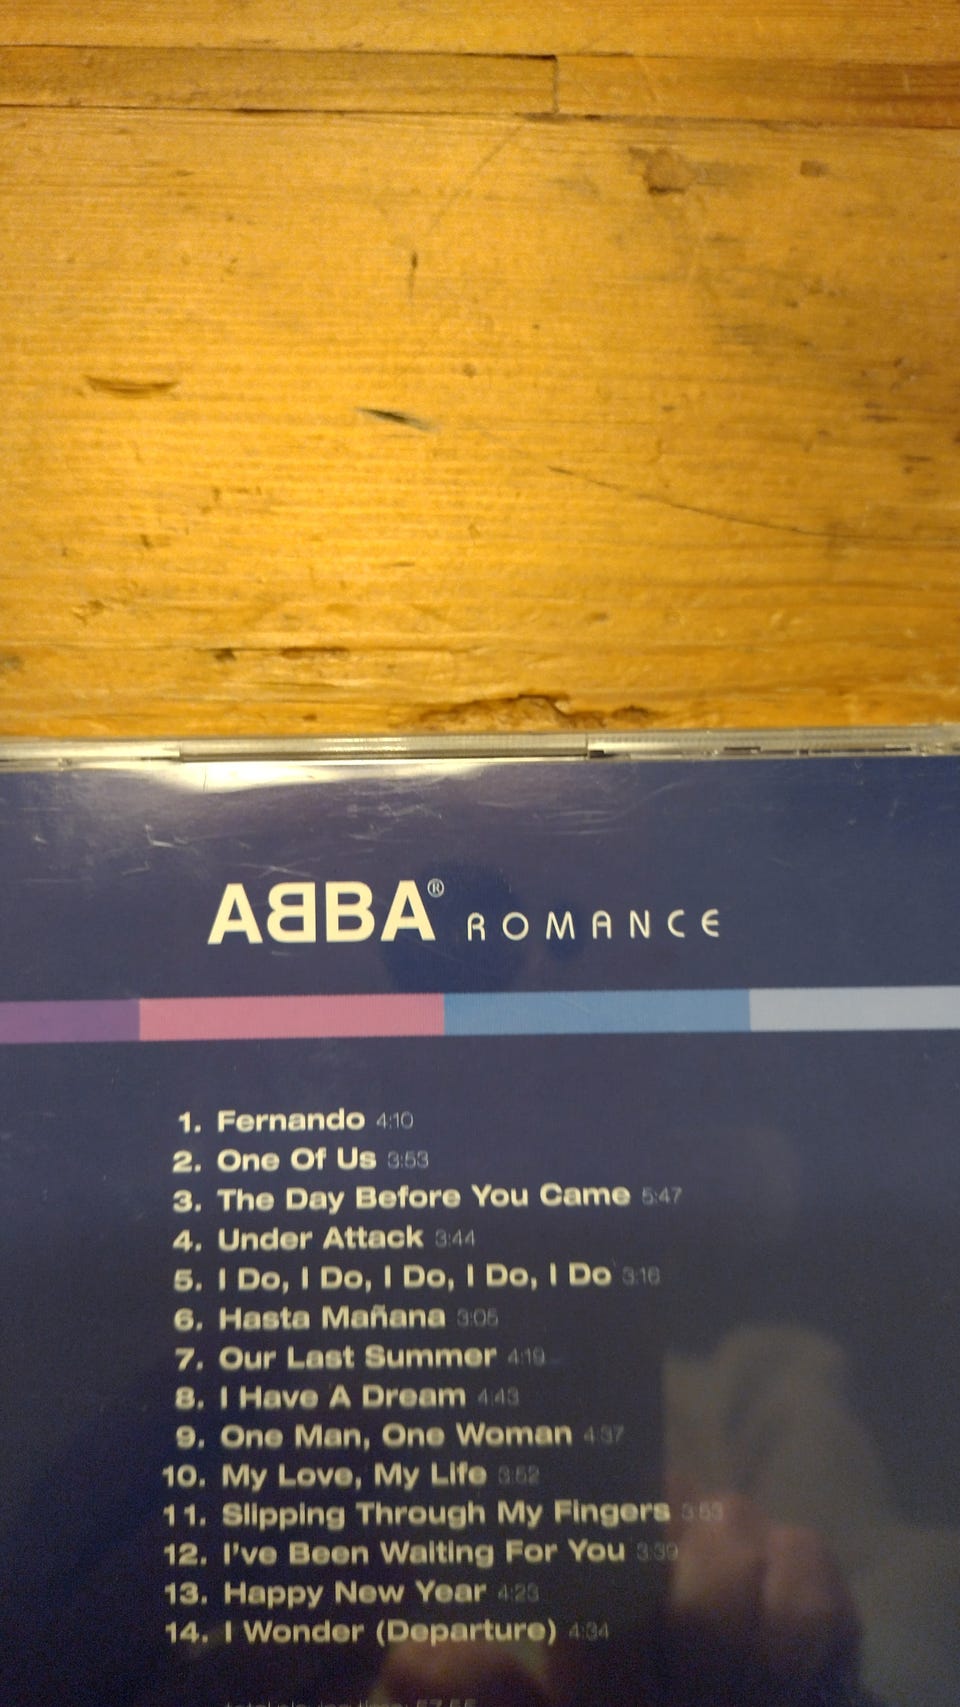 ABBA® ROMANCE
1. Fernando 4:10
2. One Of Us 3:53
3. The Day Before You Came 5:47
4. Under Attack 3:44
5. I Do, I Do, I Do, I Do, I Do 3:16
6. Hasta Mañana 3:05
7. Our Last Summer 4:19
8. I Have A Dream 4:43
9. One Man, One Woman 4:37
10. My Love, My Life 3:52
11. Slipping Through My Fingers 3:53
12. I've Been Waiting For You 3:39
13. Happy New Year 4:23
14. I Wonder (Departure) 4:34
total playing time: